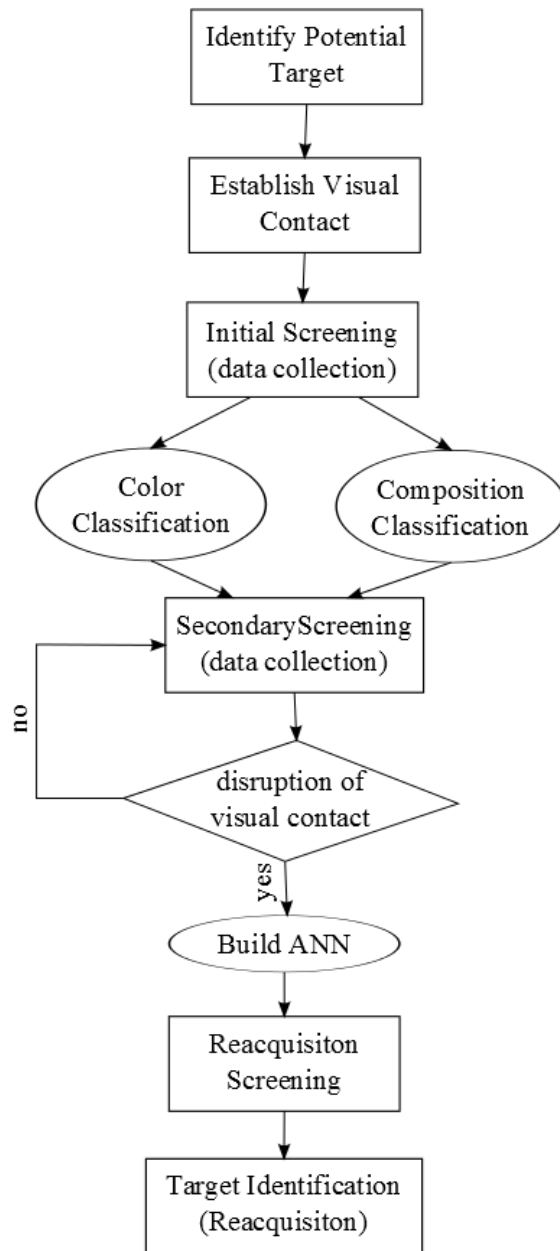 Identify Potential
Target
Establish Visual
Contact
Initial Screening
(data collection)
Color
Classification
Composition
Classification
SecondaryScreening
(data collection)
no
disruption of
visual contact
yes
Build ANN
Reacquisiton
Screening
Target Identification
(Reacquisiton)